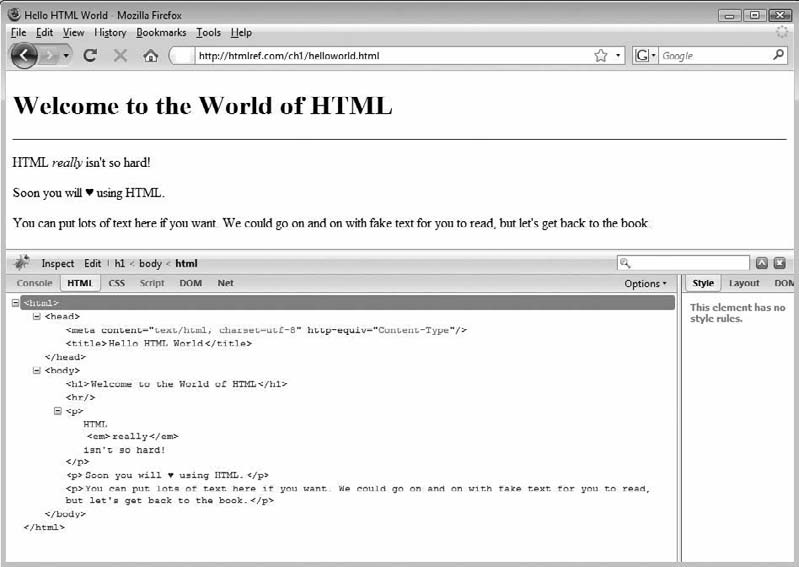 Hello HTML World - Mozilla Firefox
File Edit View History Bookmarks Tools Help
http://htmlref.com/ch1/helloworld.html
G Google
Welcome to the World of HTML
HTML really isn't so hard!
Soon you will ♥ using HTML.
You can put lots of text here if you want. We could go on and on with fake text for you to read, but let's get back to the book.
Inspect Edit | h1 < body < html
Console HTML CSS Script DOM Net Options
Style Layout DOM
<html>
<head>
<meta content="text/html; charset=utf-8" http-equiv="Content-Type"/>
<title>Hello HTML World</title>
</head>
<body>
<h1>Welcome to the World of HTML</h1>
<hr/>
<p>
HTML
<em>really</em>
isn't so hard!
</p>
<p>Soon you will ♥ using HTML.</p>
<p>You can put lots of text here if you want. We could go on and on with fake text for you to read,
but let's get back to the book.</p>
</body>
</html>
This element has no
style rules.